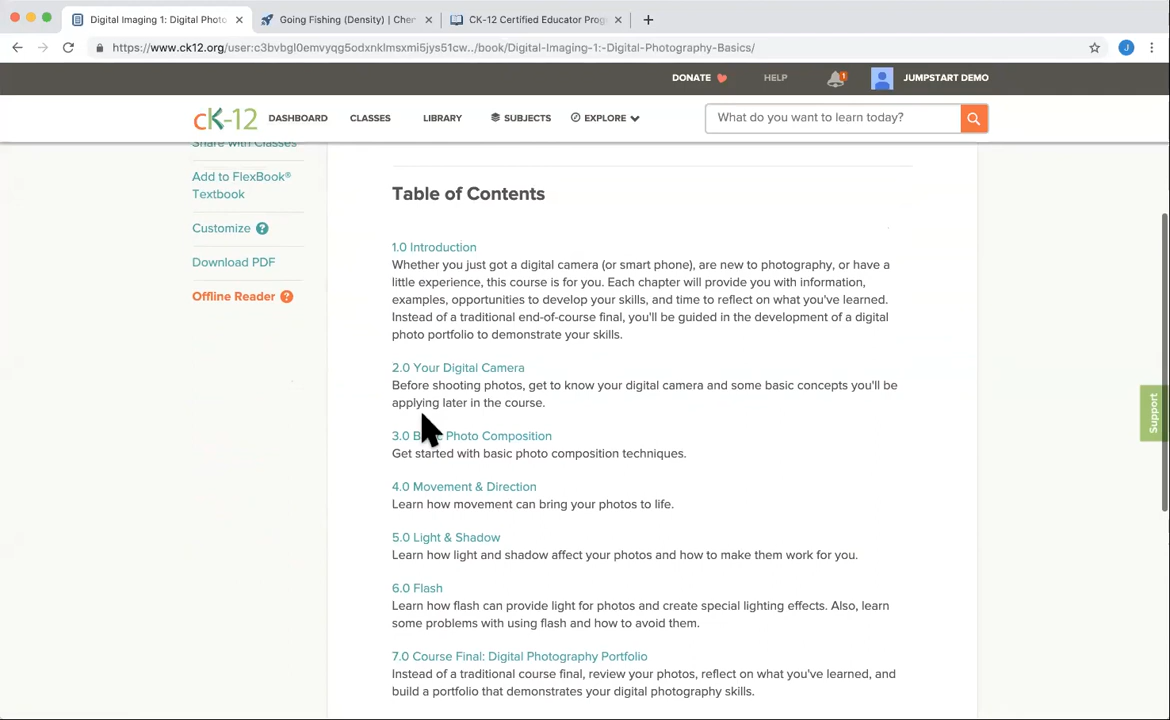 Digital Imaging 1: Digital Photo
Going Fishing (Density) | Cher
CK-12 Certified Educator Prog
https://www.ck12.org/user:c3bvbgl0emvyqg5odxnklmsxmi5jys51cw../book/Digital-Imaging-1:-Digital-Photography-Basics/
J
DONATE
HELP
1
JUMPSTART DEMO
cK-12
DASHBOARD
CLASSES
LIBRARY
SUBJECTS
EXPLORE
What do you want to learn today?
Share with Classes
Add to FlexBook®
Textbook
Customize ?
Download PDF
Offline Reader ?
Table of Contents
1.0 Introduction
Whether you just got a digital camera (or smart phone), are new to photography, or have a
little experience, this course is for you. Each chapter will provide you with information,
examples, opportunities to develop your skills, and time to reflect on what you've learned.
Instead of a traditional end-of-course final, you'll be guided in the development of a digital
photo portfolio to demonstrate your skills.
2.0 Your Digital Camera
Before shooting photos, get to know your digital camera and some basic concepts you'll be
applying later in the course.
3.0 Basic Photo Composition
Get started with basic photo composition techniques.
4.0 Movement & Direction
Learn how movement can bring your photos to life.
5.0 Light & Shadow
Learn how light and shadow affect your photos and how to make them work for you.
6.0 Flash
Learn how flash can provide light for photos and create special lighting effects. Also, learn
some problems with using flash and how to avoid them.
7.0 Course Final: Digital Photography Portfolio
Instead of a traditional course final, review your photos, reflect on what you've learned, and
build a portfolio that demonstrates your digital photography skills.
Support